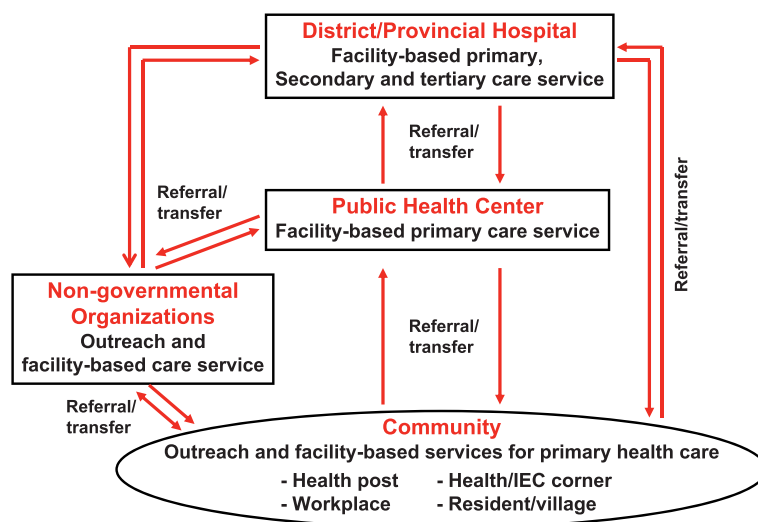 District/Provincial Hospital
Facility-based primary,
Secondary and tertiary care service
Referral/
transfer
Referral/
transfer
Public Health Center
Facility-based primary care service
Referral/transfer
Non-governmental
Organizations
Outreach and
facility-based care service
Referral/
transfer
Referral/
transfer
Community
Outreach and facility-based services for primary health care
- Health post - Health/IEC corner
- Workplace - Resident/village